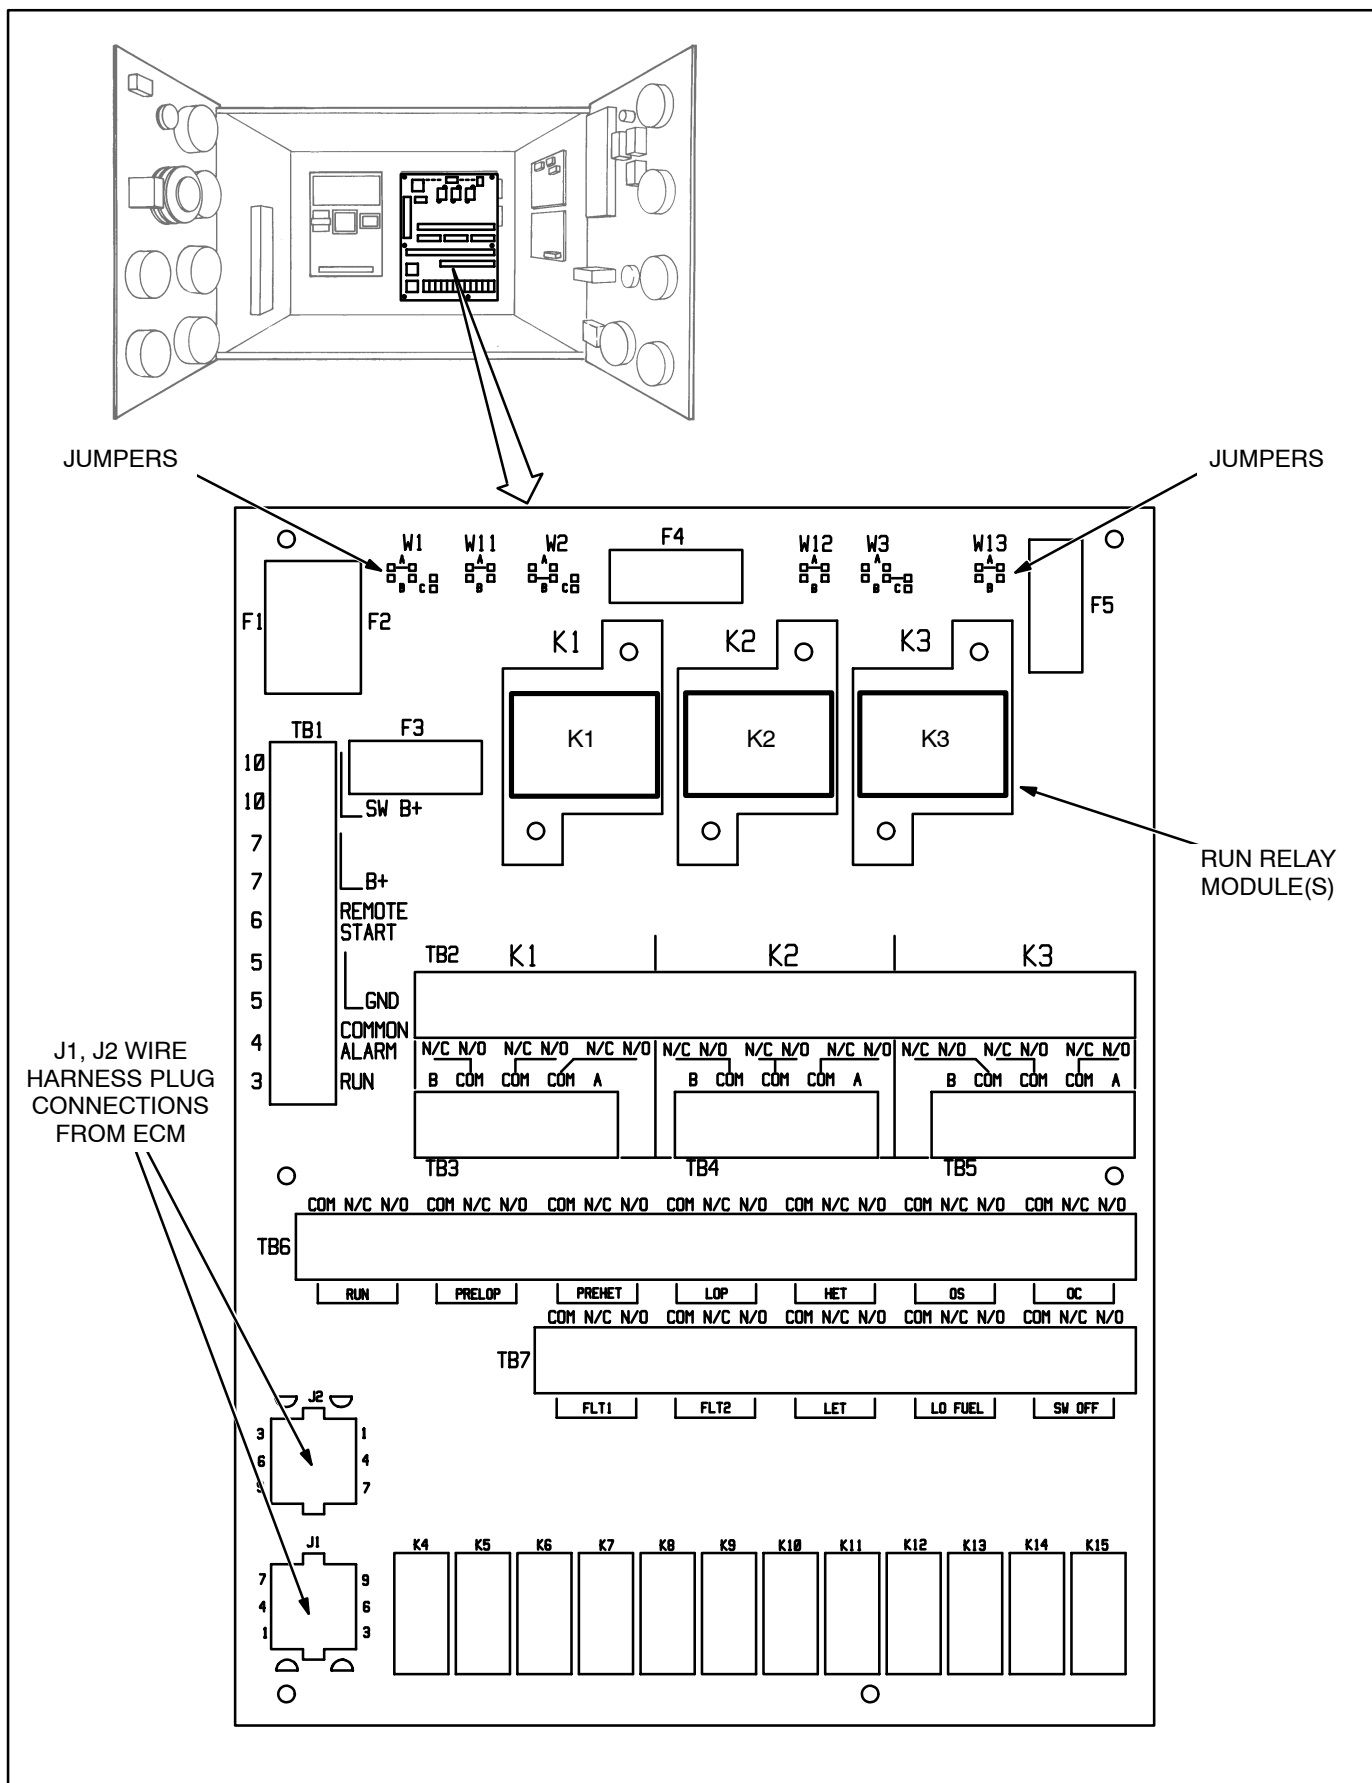 JUMPERS
JUMPERS
W1 W11 W2 F4 W12 W3 W13
A A A A A A A
B C B B C B B C B
F1 F2 F5
K1 K2 K3
K1 K2 K3
TB1 F3
10
10 SW B+
7
7 B+
6 REMOTE
START
5
5 GND
4 COMMON
ALARM
3 RUN
RUN RELAY
MODULE(S)
TB2 K1 K2 K3
N/C N/O N/C N/O N/C N/O N/C N/O N/C N/O N/C N/O N/C N/O N/C N/O N/C N/O
B COM COM COM A B COM COM COM A B COM COM COM A
J1, J2 WIRE
HARNESS PLUG
CONNECTIONS
FROM ECM
TB3 TB4 TB5
COM N/C N/O COM N/C N/O COM N/C N/O COM N/C N/O COM N/C N/O COM N/C N/O COM N/C N/O
TB6
RUN PRELOP PREHET LOP HET OS OC
COM N/C N/O COM N/C N/O COM N/C N/O COM N/C N/O COM N/C N/O
TB7
FLT1 FLT2 LET LO FUEL SW OFF
J2
3 1
6 4
9 7
J1
7 9
4 6
1 3
K4 K5 K6 K7 K8 K9 K10 K11 K12 K13 K14 K15